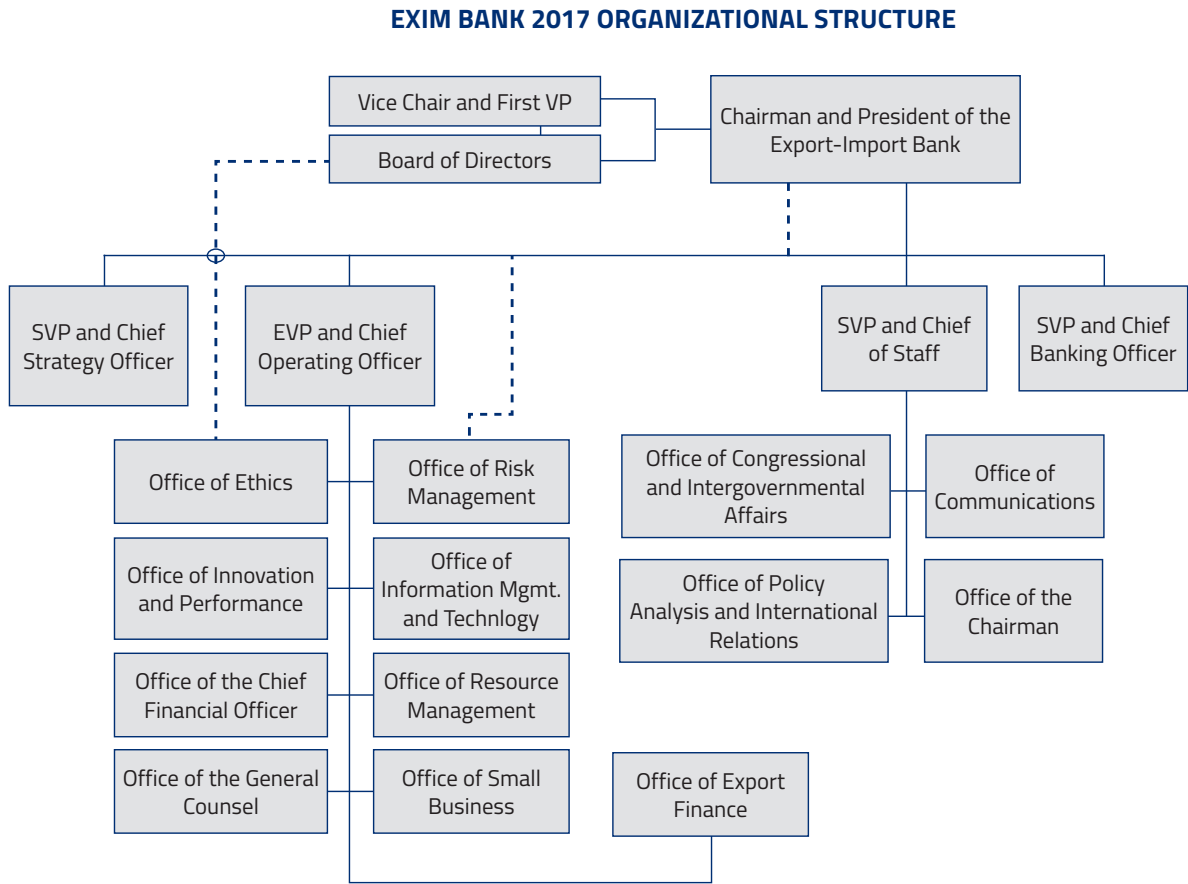 EXIM BANK 2017 ORGANIZATIONAL STRUCTURE
Vice Chair and First VP
Board of Directors
Chairman and President of the
Export-Import Bank
SVP and Chief
Strategy Officer
EVP and Chief
Operating Officer
SVP and Chief
of Staff
SVP and Chief
Banking Officer
Office of Ethics
Office of Risk
Management
Office of Innovation
and Performance
Office of
Information Mgmt.
and Technlogy
Office of the Chief
Financial Officer
Office of Resource
Management
Office of the General
Counsel
Office of Small
Business
Office of Export
Finance
Office of Congressional
and Intergovernmental
Affairs
Office of
Communications
Office of Policy
Analysis and International
Relations
Office of the
Chairman